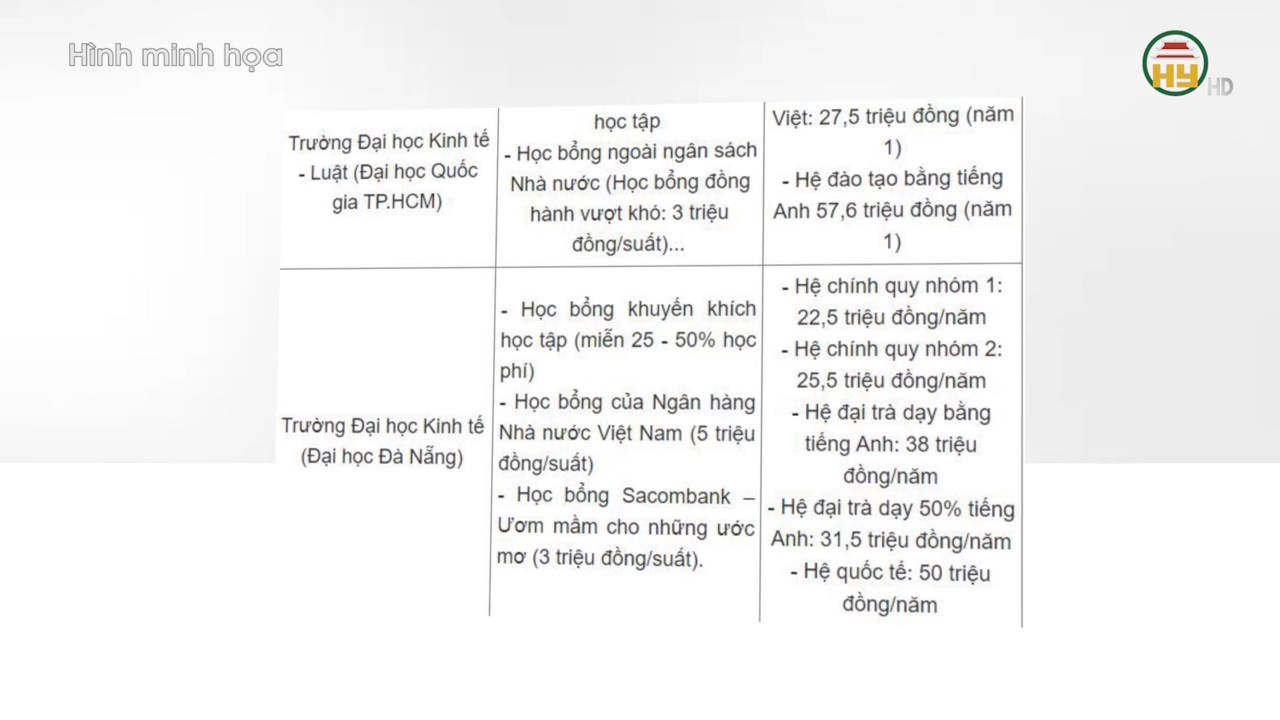 Hình minh họa
HY HD
Trường Đại học Kinh tế
- Luật (Đại học Quốc
gia TP.HCM)
học tập
- Học bổng ngoài ngân sách
Nhà nước (Học bổng đồng
hành vượt khó: 3 triệu
đồng/suất)...
Việt: 27,5 triệu đồng (năm
1)
- Hệ đào tạo bằng tiếng
Anh 57,6 triệu đồng (năm
1)
Trường Đại học Kinh tế
(Đại học Đà Nẵng)
- Học bổng khuyến khích
học tập (miễn 25 - 50% học
phí)
- Học bổng của Ngân hàng
Nhà nước Việt Nam (5 triệu
đồng/suất)
- Học bổng Sacombank –
Ươm mầm cho những ước
mơ (3 triệu đồng/suất).
- Hệ chính quy nhóm 1:
22,5 triệu đồng/năm
- Hệ chính quy nhóm 2:
25,5 triệu đồng/năm
- Hệ đại trà dạy bằng
tiếng Anh: 38 triệu
đồng/năm
- Hệ đại trà dạy 50% tiếng
Anh: 31,5 triệu đồng/năm
- Hệ quốc tế: 50 triệu
đồng/năm